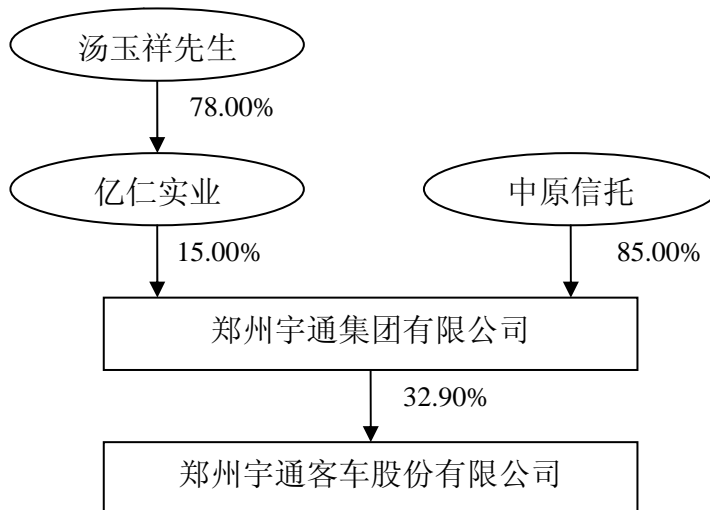 汤玉祥先生
78.00%
亿仁实业
中原信托
15.00%
85.00%
郑州宇通集团有限公司
32.90%
郑州宇通客车股份有限公司